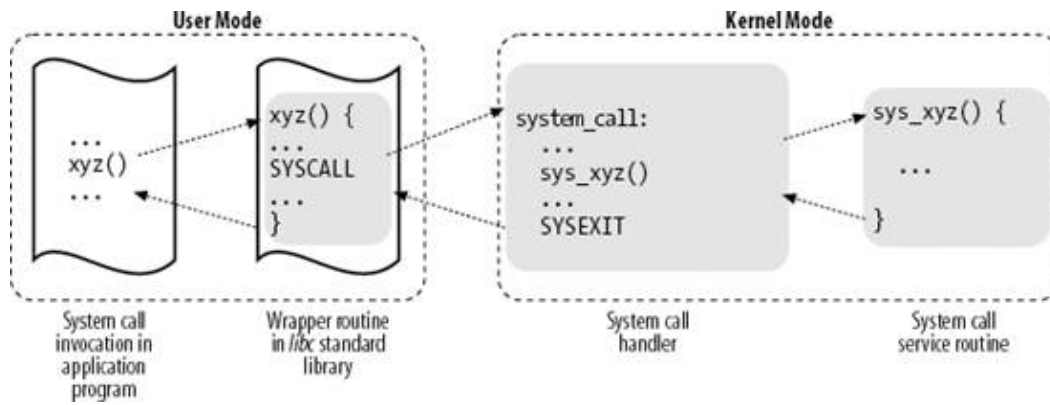 User Mode
Kernel Mode
...
xyz()
...
xyz() {
...
SYSCALL
...
}
system_call:
...
sys_xyz()
...
SYSEXIT
sys_xyz() {
...
}
System call
invocation in
application
program
Wrapper routine
in libc standard
library
System call
handler
System call
service routine